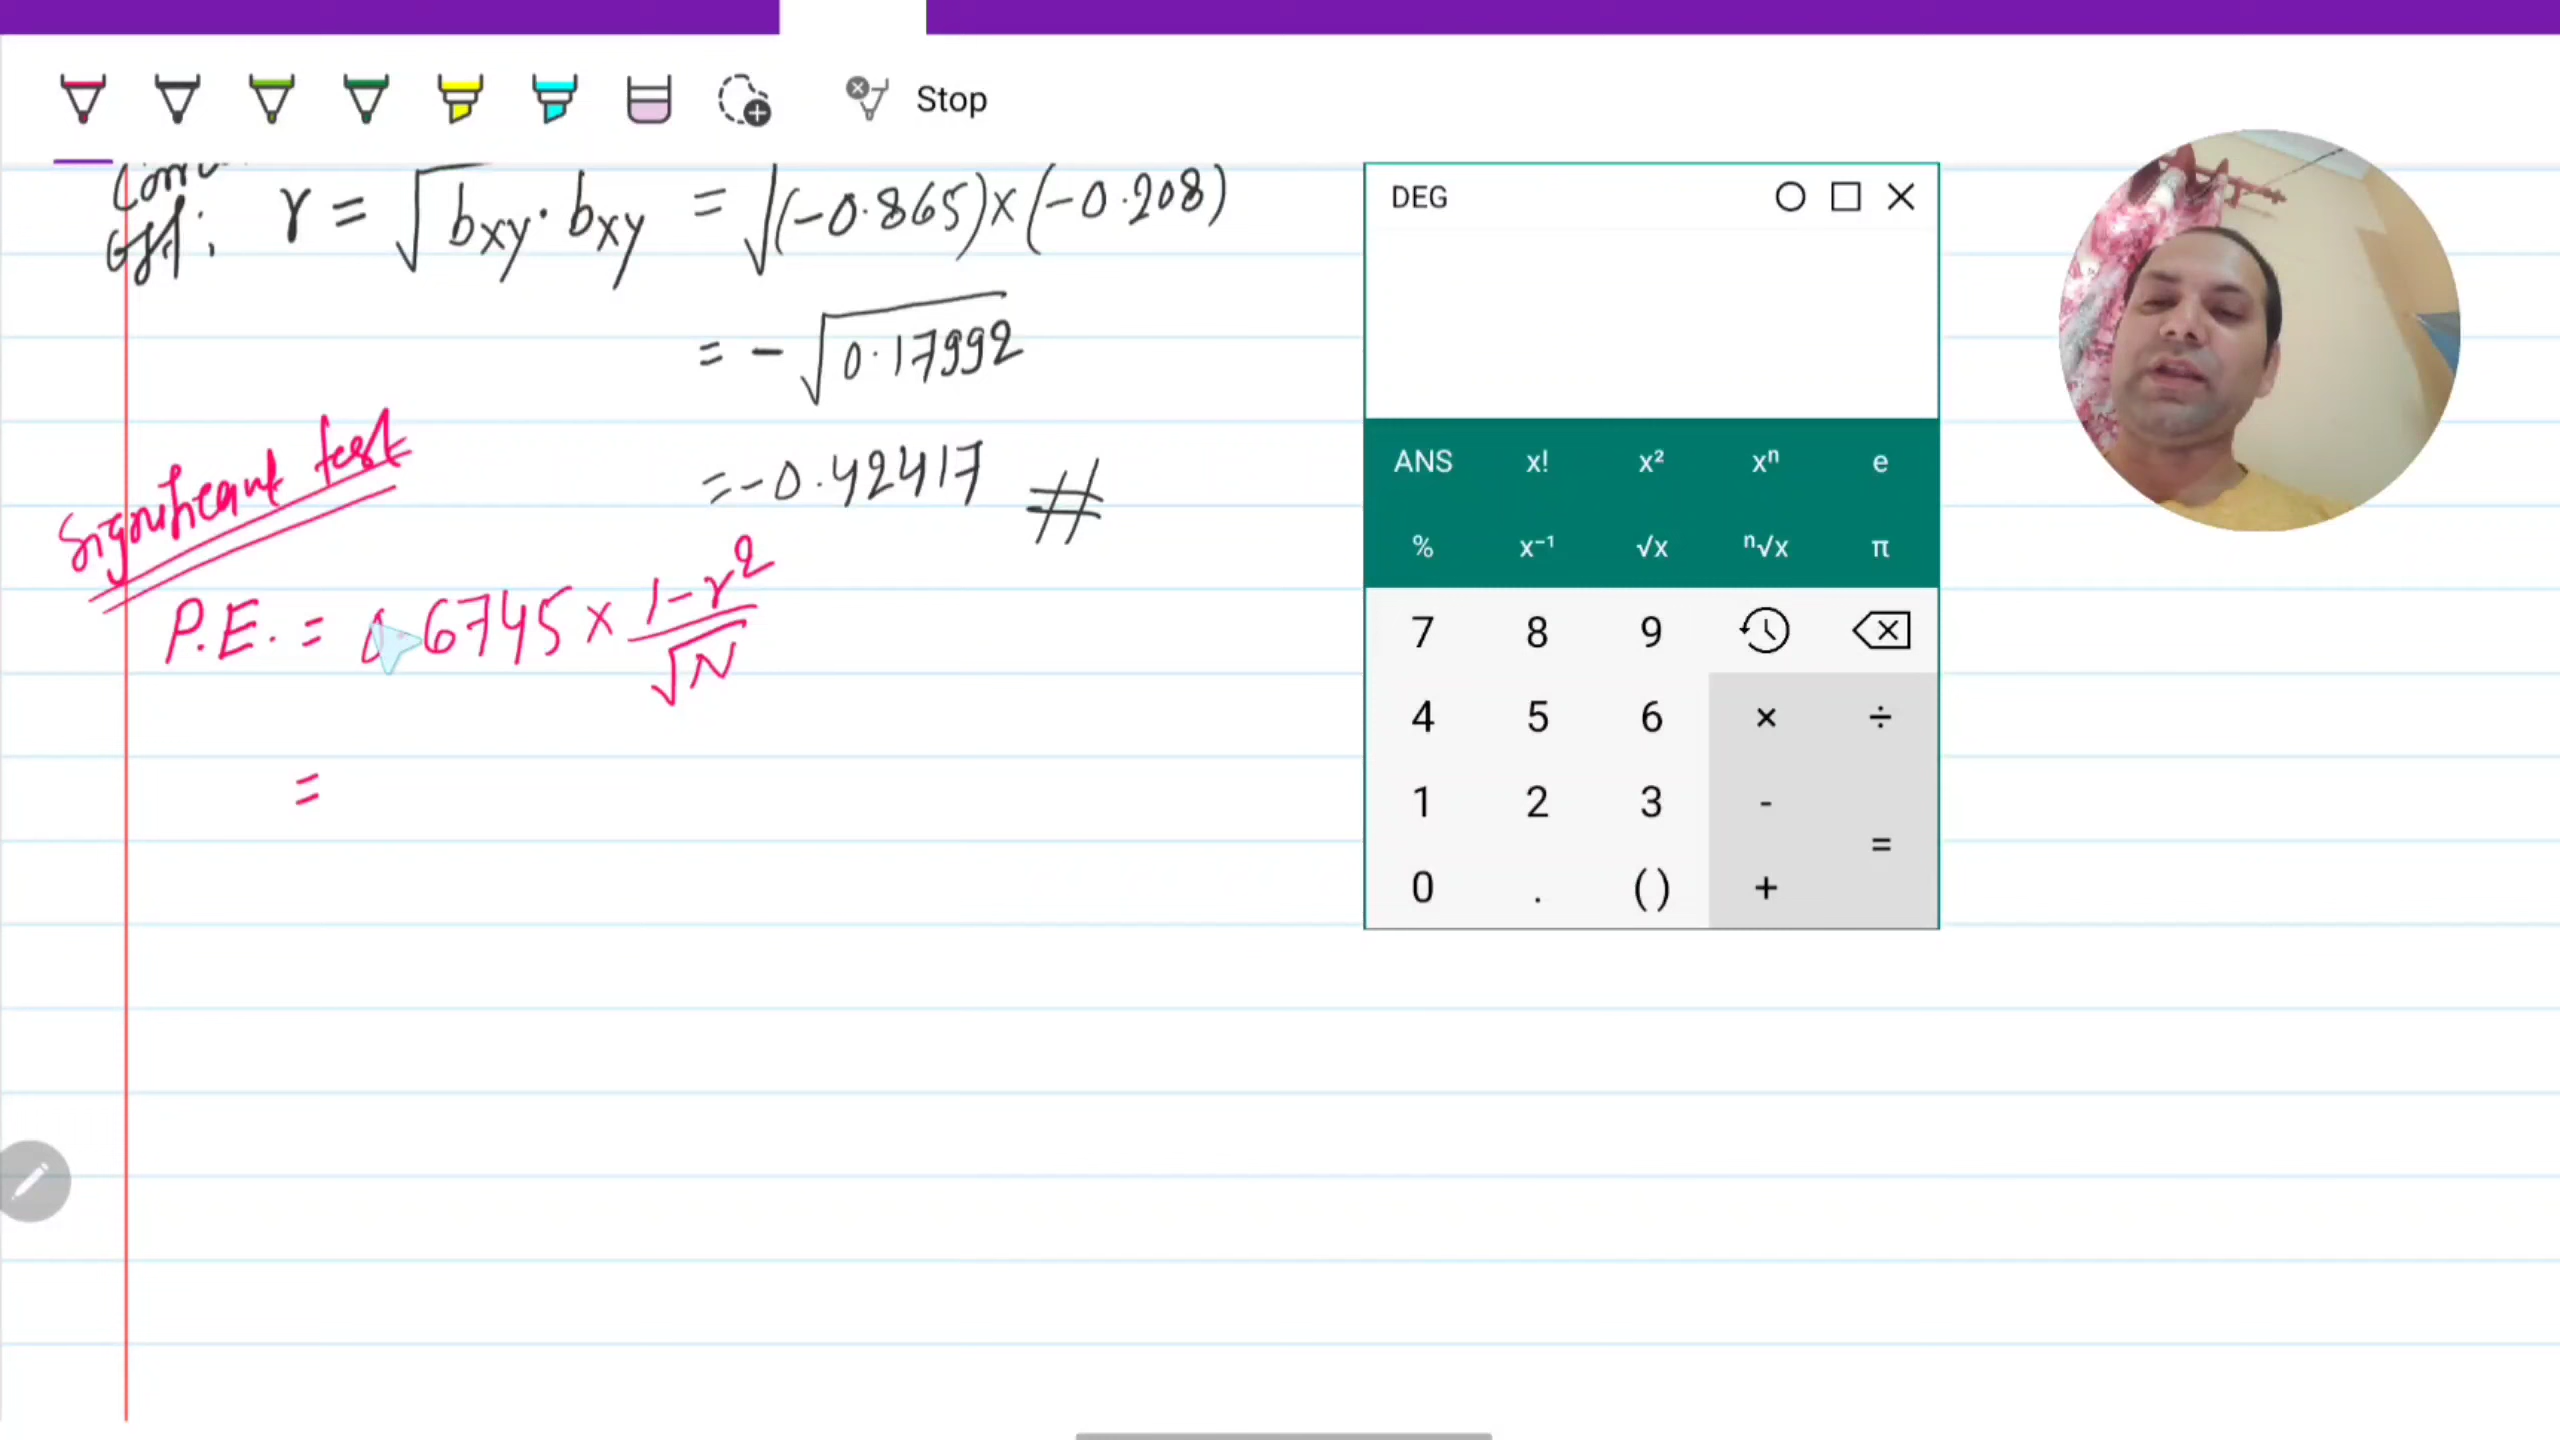 Stop
r = √bxy · bxy = √(-0.865)×(-0.208)
= -√0.17992
= -0.42417 #
Significant test
P.E. = 0.6745 × 1-r² / √N
=
DEG
ANS x! x² xⁿ e
% x⁻¹ √x ⁿ√x π
7 8 9
4 5 6 × ÷
1 2 3 - =
0 . ( ) +